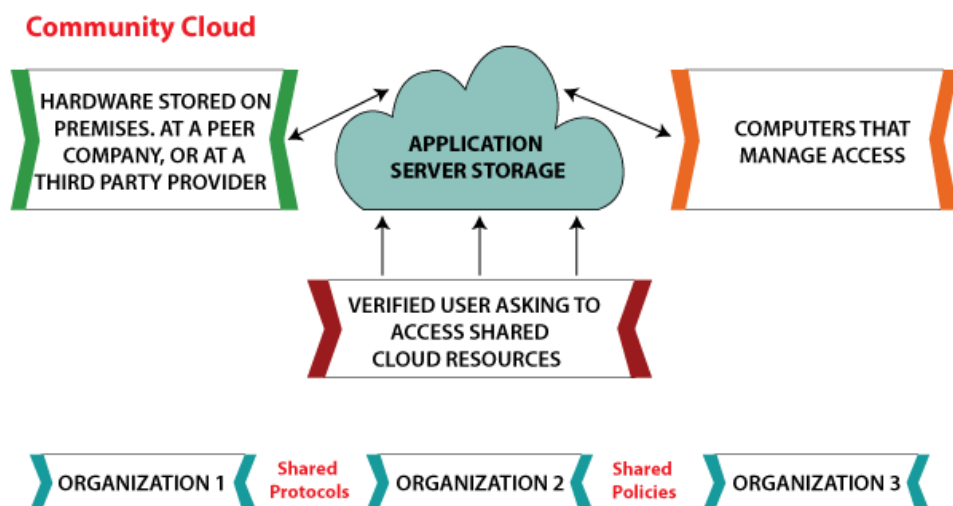 Community Cloud
HARDWARE STORED ON
PREMISES. AT A PEER
COMPANY, OR AT A
THIRD PARTY PROVIDER
APPLICATION
SERVER STORAGE
COMPUTERS THAT
MANAGE ACCESS
VERIFIED USER ASKING TO
ACCESS SHARED
CLOUD RESOURCES
ORGANIZATION 1
Shared
Protocols
ORGANIZATION 2
Shared
Policies
ORGANIZATION 3